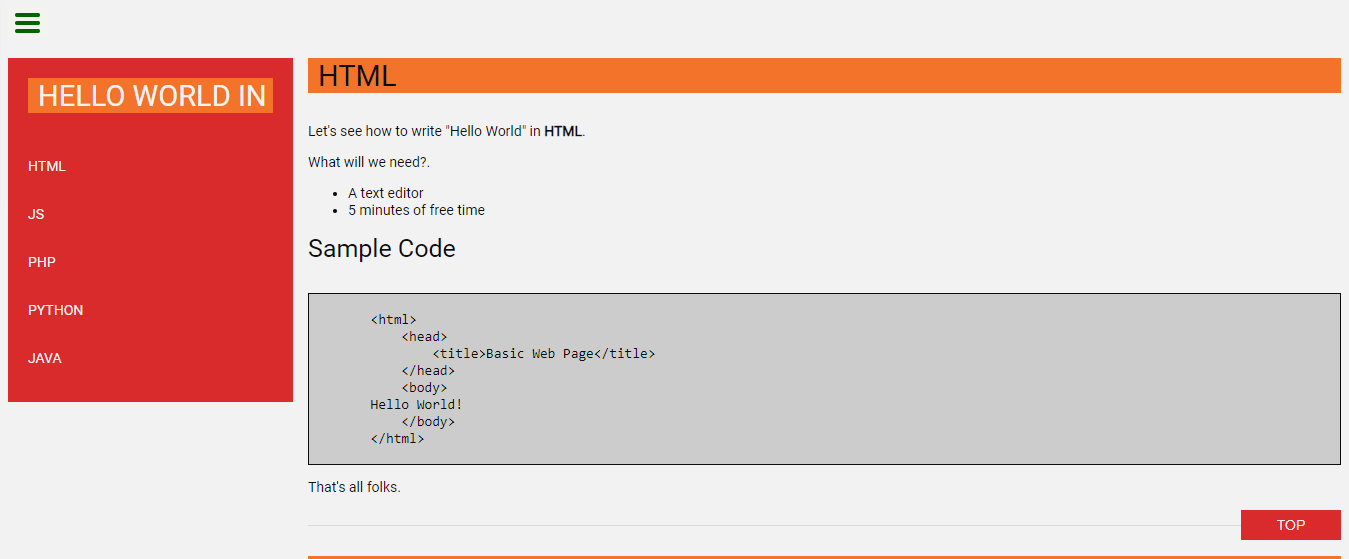 HELLO WORLD IN
HTML
JS
PHP
PYTHON
JAVA
HTML
Let's see how to write "Hello World" in HTML.
What will we need?.
• A text editor
• 5 minutes of free time
Sample Code
<html>
    <head>
        <title>Basic Web Page</title>
    </head>
    <body>
Hello World!
    </body>
</html>
That's all folks.
TOP